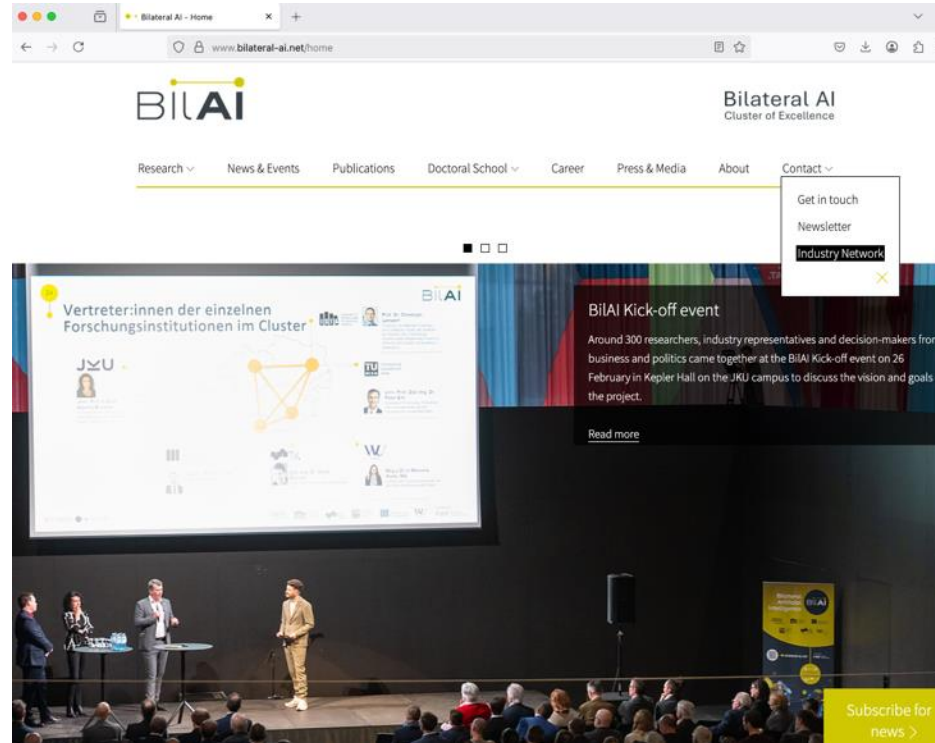 Bilateral AI - Home
www.bilateral-ai.net/home
BilAI
Bilateral AI
Cluster of Excellence
Research
News & Events
Publications
Doctoral School
Career
Press & Media
About
Contact
Get in touch
Newsletter
Industry Network
Vertreter:innen der einzelnen
Forschungsinstitutionen im Cluster
BilAI
JKU
TU
BilAI Kick-off event
Around 300 researchers, industry representatives and decision-makers from
business and politics came together at the BilAI Kick-off event on 26
February in Kepler Hall on the JKU campus to discuss the vision and goals
the project.
Read more
BilAI
Subscribe for
news >